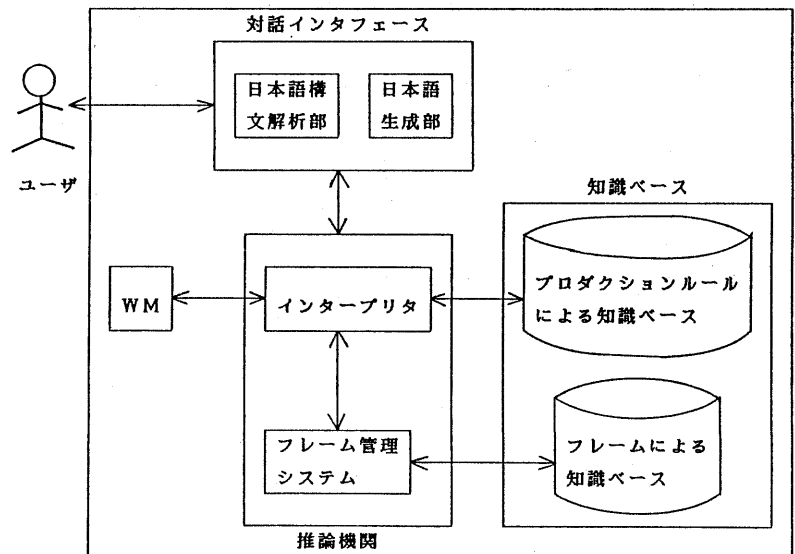 対話インタフェース
日本語構
文解析部
日本語
生成部
ユーザ
知識ベース
WM
インタープリタ
プロダクションルール
による知識ベース
フレーム管理
システム
フレームによる
知識ベース
推論機関